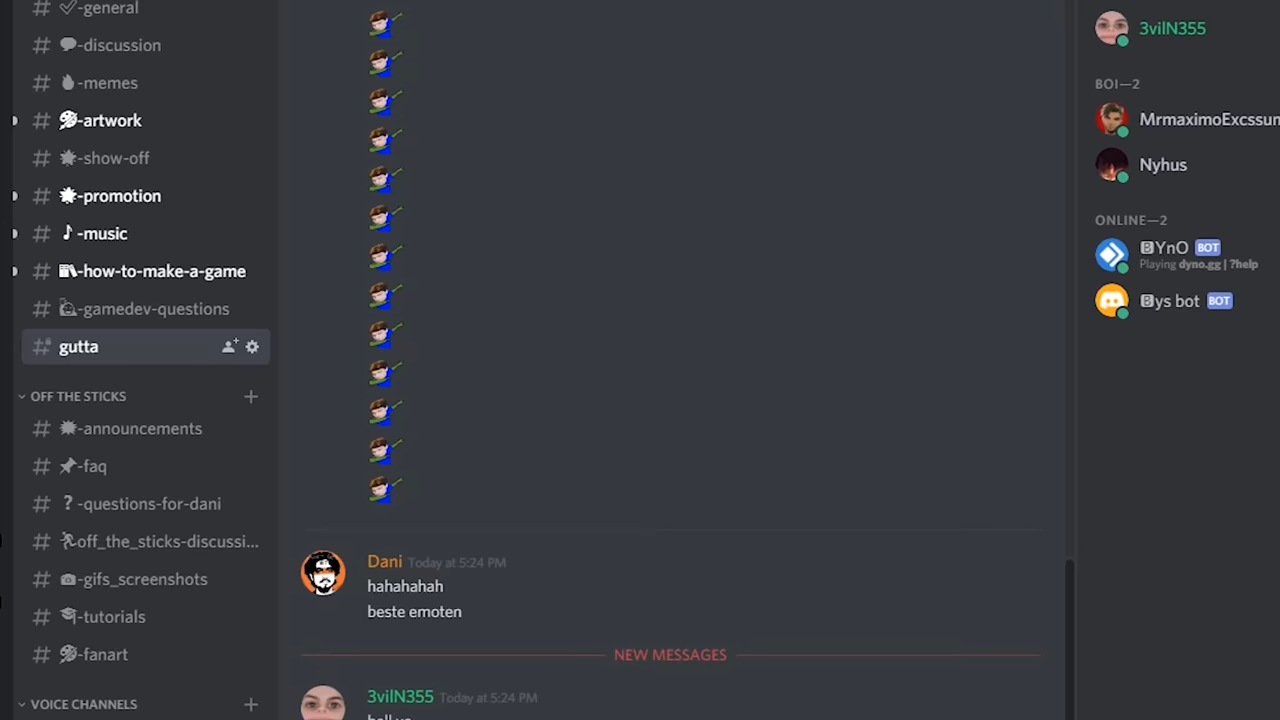 -general
-discussion
-memes
-artwork
-show-off
-promotion
-music
-how-to-make-a-game
-gamedev-questions
gutta
OFF THE STICKS
-announcements
-faq
-questions-for-dani
off_the_sticks-discussi...
-gifs_screenshots
-tutorials
-fanart
VOICE CHANNELS
Dani Today at 5:24 PM
hahahahah
beste emoten
NEW MESSAGES
3vilN355 Today at 5:24 PM
3vilN355
BOI—2
MrmaximoExcssun
Nyhus
ONLINE—2
🅱YnO BOT
Playing dyno.gg | ?help
🅱ys bot BOT